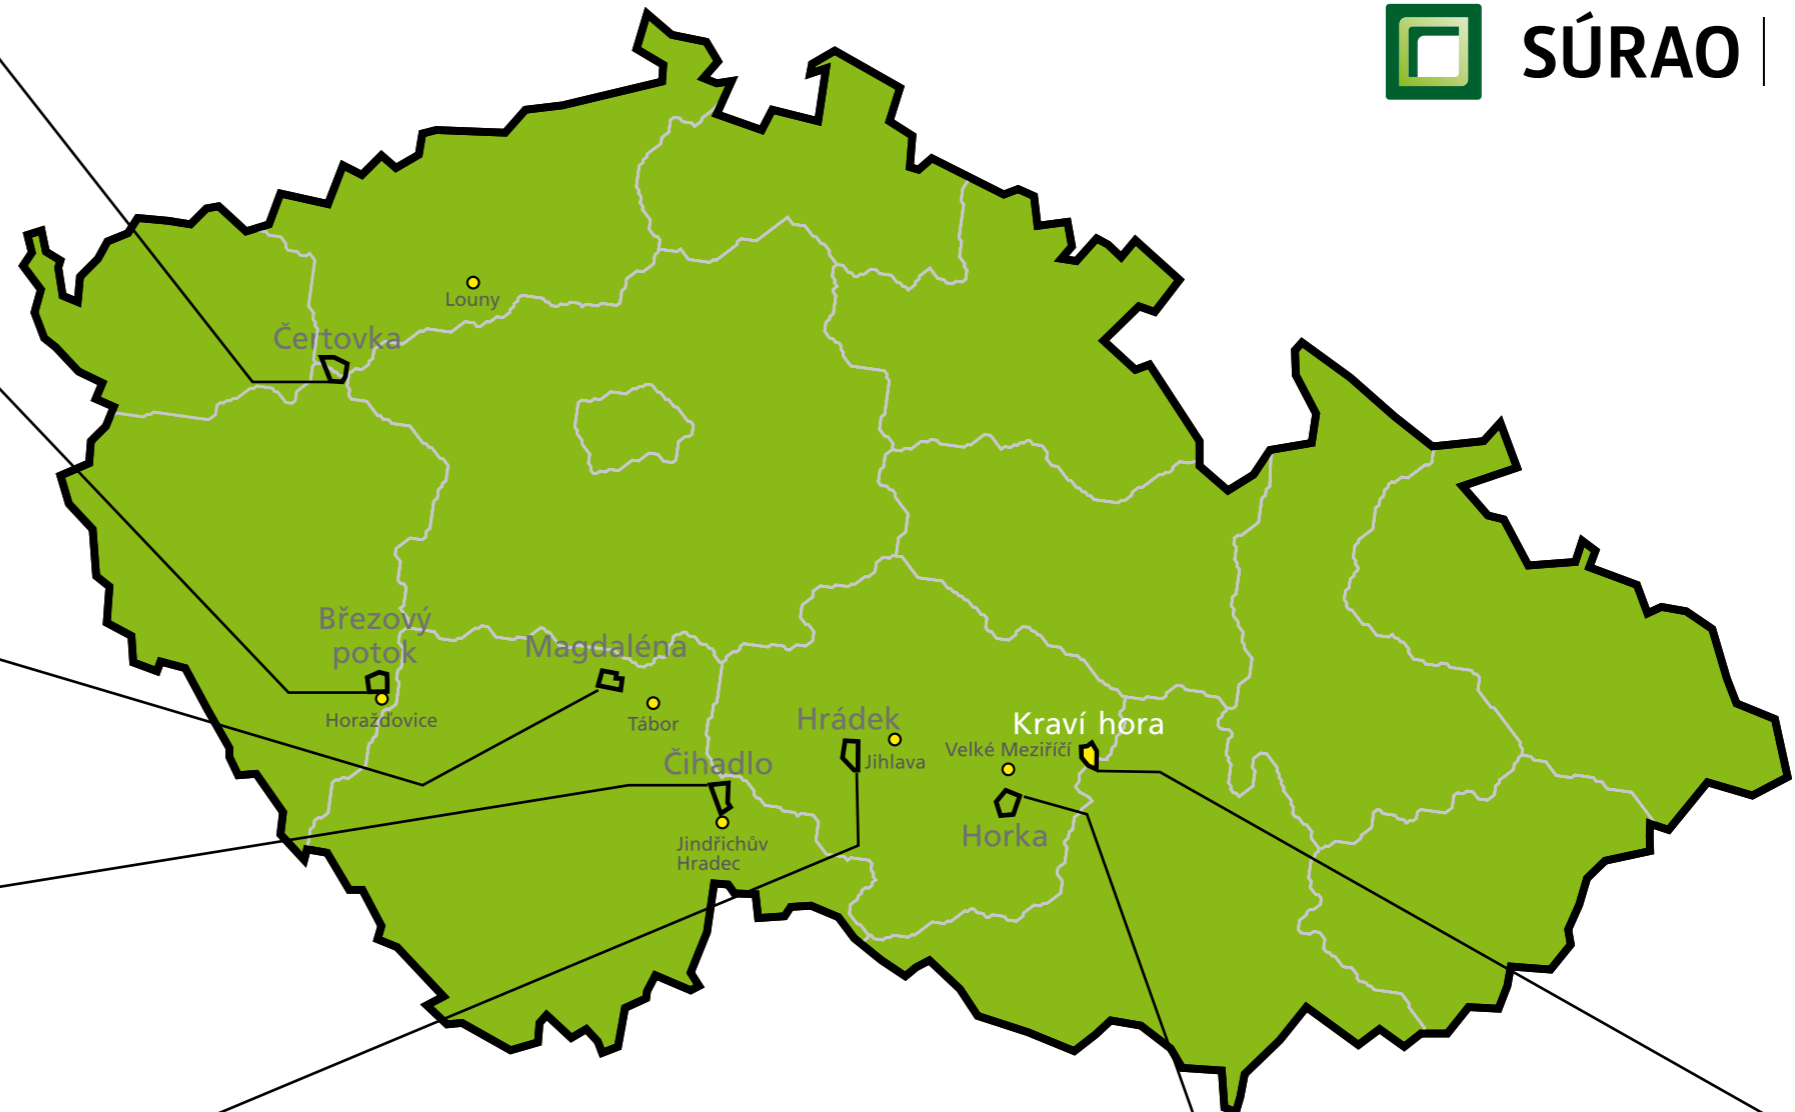 SÚRAO
Louny
Čertovka
Březový
potok
Horažďovice
Magdaléna
Tábor
Čihadlo
Jindřichův
Hradec
Hrádek
Jihlava
Kraví hora
Velké Meziříčí
Horka